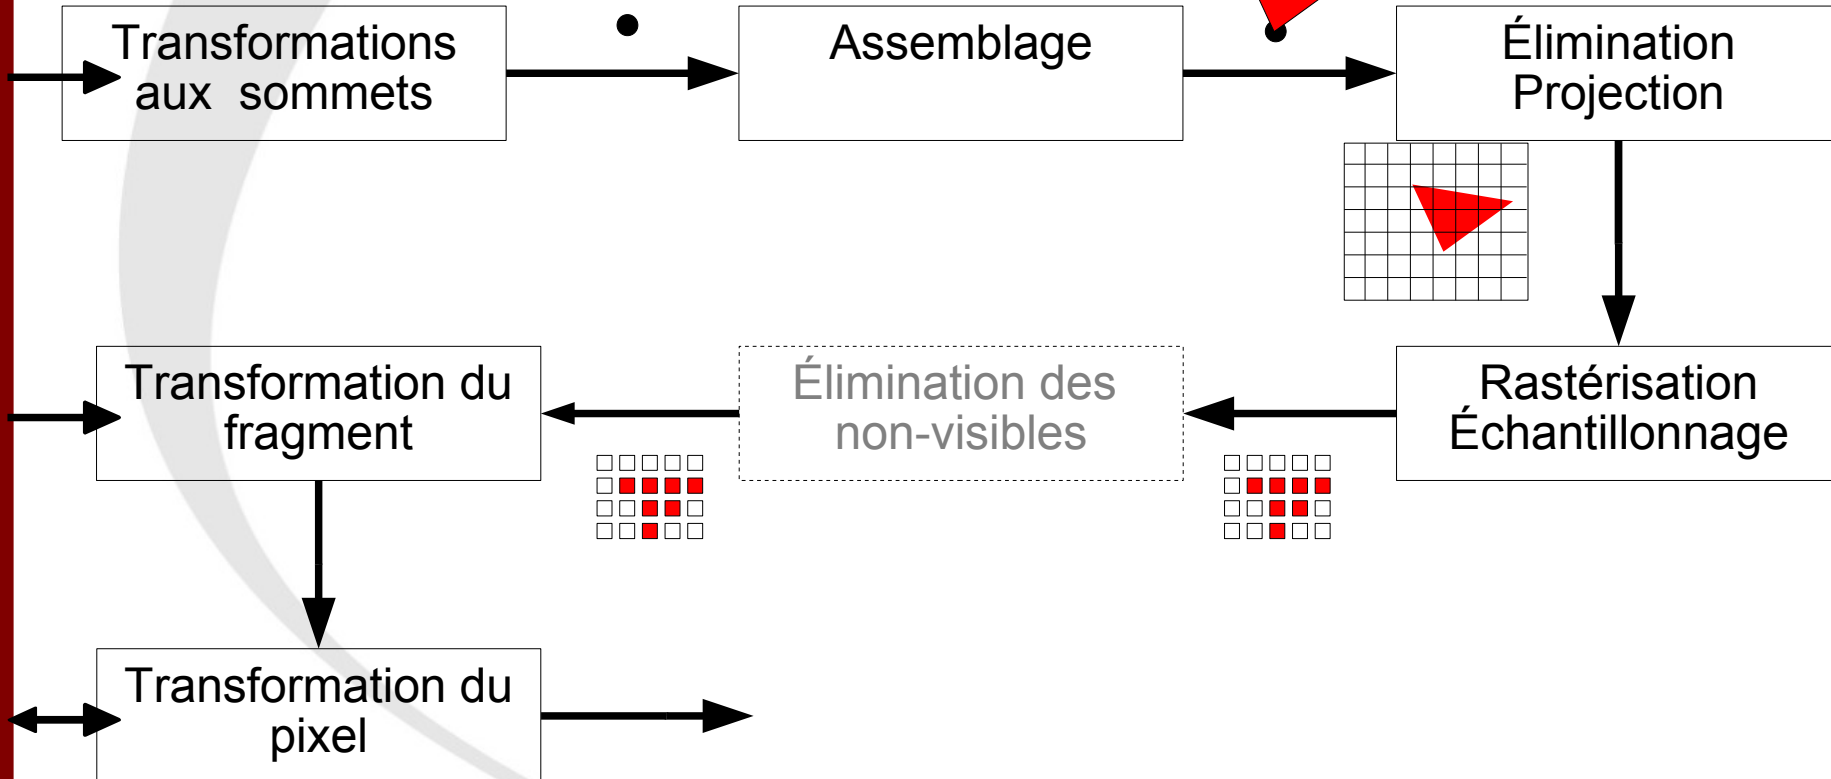 Transformations
aux sommets
Assemblage
Élimination
Projection
Transformation du
fragment
Élimination des
non-visibles
Rastérisation
Échantillonnage
Transformation du
pixel